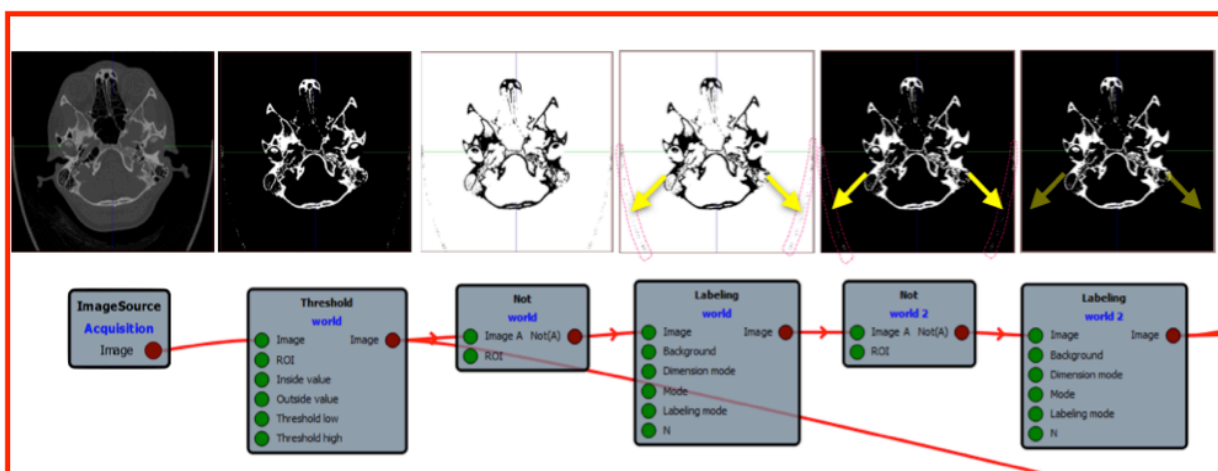 ImageSource
Acquisition
Image
Threshold
world
Image Image
ROI
Inside value
Outside value
Threshold low
Threshold high
Not
world
Image A Not(A)
ROI
Labeling
world
Image Image
Background
Dimension mode
Mode
Labeling mode
N
Not
world 2
Image A Not(A)
ROI
Labeling
world 2
Image Image
Background
Dimension mode
Mode
Labeling mode
N